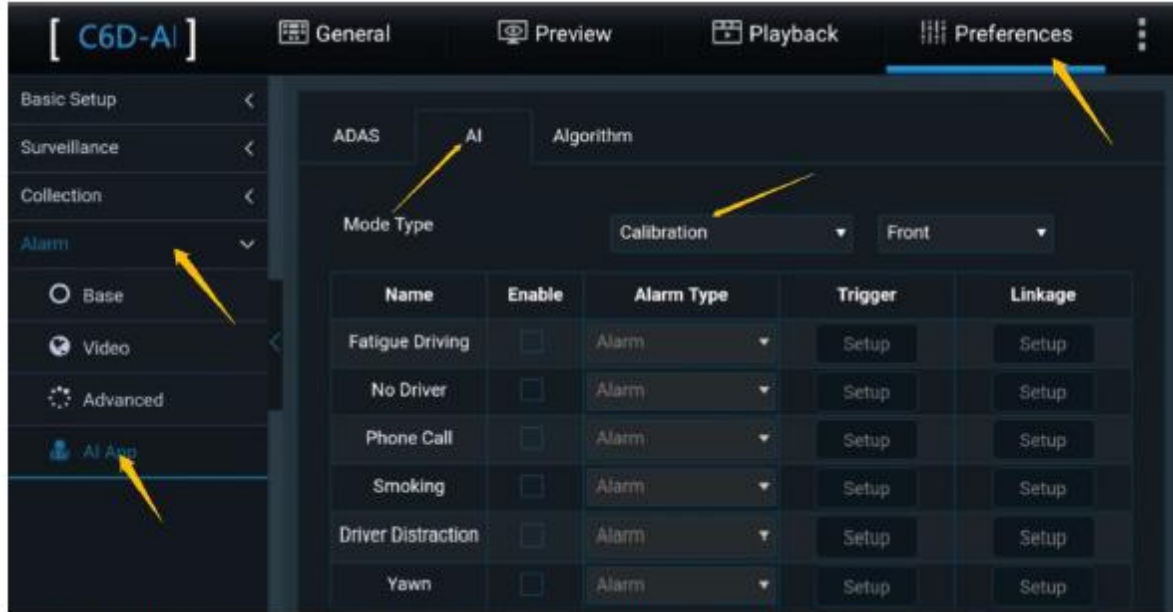 [ C6D-AI ] General Preview Playback Preferences
Basic Setup
Surveillance
Collection
Alarm
Base
Video
Advanced
AI App
ADAS AI Algorithm
Mode Type Calibration Front
Name Enable Alarm Type Trigger Linkage
Fatigue Driving Alarm Setup Setup
No Driver Alarm Setup Setup
Phone Call Alarm Setup Setup
Smoking Alarm Setup Setup
Driver Distraction Alarm Setup Setup
Yawn Alarm Setup Setup